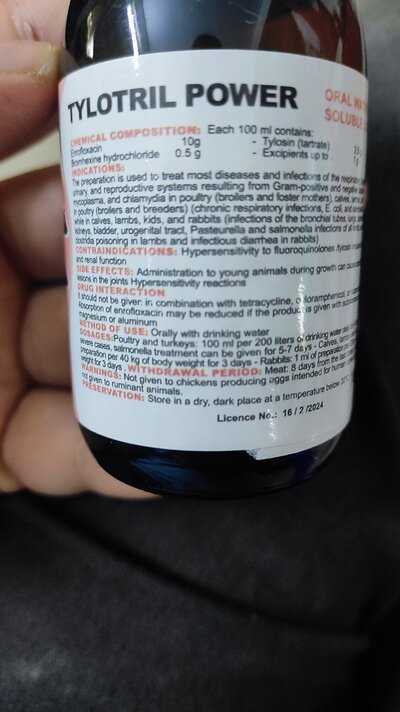 TYLOTRIL POWER
ORAL
SOLUBLE
CHEMICAL COMPOSITION: Each 100 ml contains:
Enrofloxacin 10g - Tylosin (tartrate)
Bromhexine hydrochloride 0.5 g - Excipients up to
INDICATIONS:
The preparation is used to treat most diseases and infections of the respiratory
urinary, and reproductive systems resulting from Gram-positive and negative
mycoplasma, and chlamydia in poultry (broilers and foster mothers), calves,
in poultry (broilers and breeders) (chronic respiratory infections, E. coli, and
while in calves, lambs, kids, and rabbits (infections of the bronchial tubes,
kidneys, bladder, urogenital tract, Pasteurella and salmonella infections of all
clostridia poisoning in lambs and infectious diarrhea in rabbits)
CONTRAINDICATIONS: Hypersensitivity to fluoroquinolones /tylosin
and renal function
SIDE EFFECTS: Administration to young animals during growth can
lesions in the joints Hypersensitivity reactions
DRUG INTERACTION
It should not be given in combination with tetracycline, chloramphericol, or
Absorption of enrofloxacin may be reduced if the product is given
magnesium or aluminum
METHOD OF USE: Orally with drinking water
DOSAGES:Poultry and turkeys: 100 ml per 200 liters of drinking water
severe cases, salmonella treatment can be given for 5-7 days - Calves,
preparation per 40 kg of body weight for 3 days - Rabbits: 1 ml of preparation
weight for 3 days . WITHDRAWAL PERIOD: Meat: 8 days from the last
WARNINGS: Not given to chickens producing eggs intended for human
not given to ruminant animals.
PRESERVATION: Store in a dry, dark place at a temperature below
Licence No.: 16 / 2 /2024